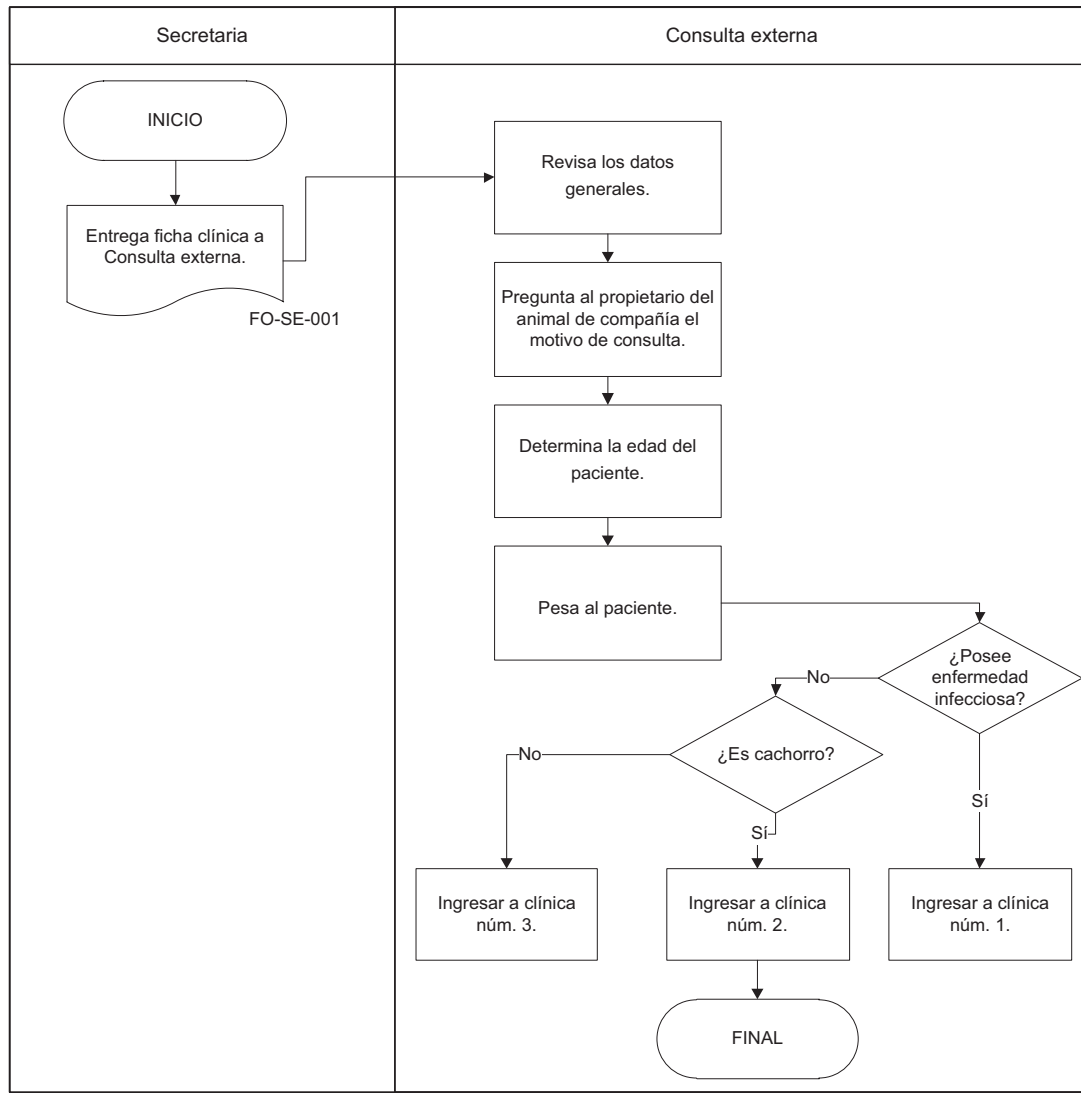 Secretaria
Consulta externa
INICIO
Entrega ficha clínica a
Consulta externa.
FO-SE-001
Revisa los datos
generales.
Pregunta al propietario del
animal de compañía el
motivo de consulta.
Determina la edad del
paciente.
Pesa al paciente.
¿Posee
enfermedad
infecciosa?
No
¿Es cachorro?
No
Sí
Sí
Ingresar a clínica
núm. 3.
Ingresar a clínica
núm. 2.
Ingresar a clínica
núm. 1.
FINAL